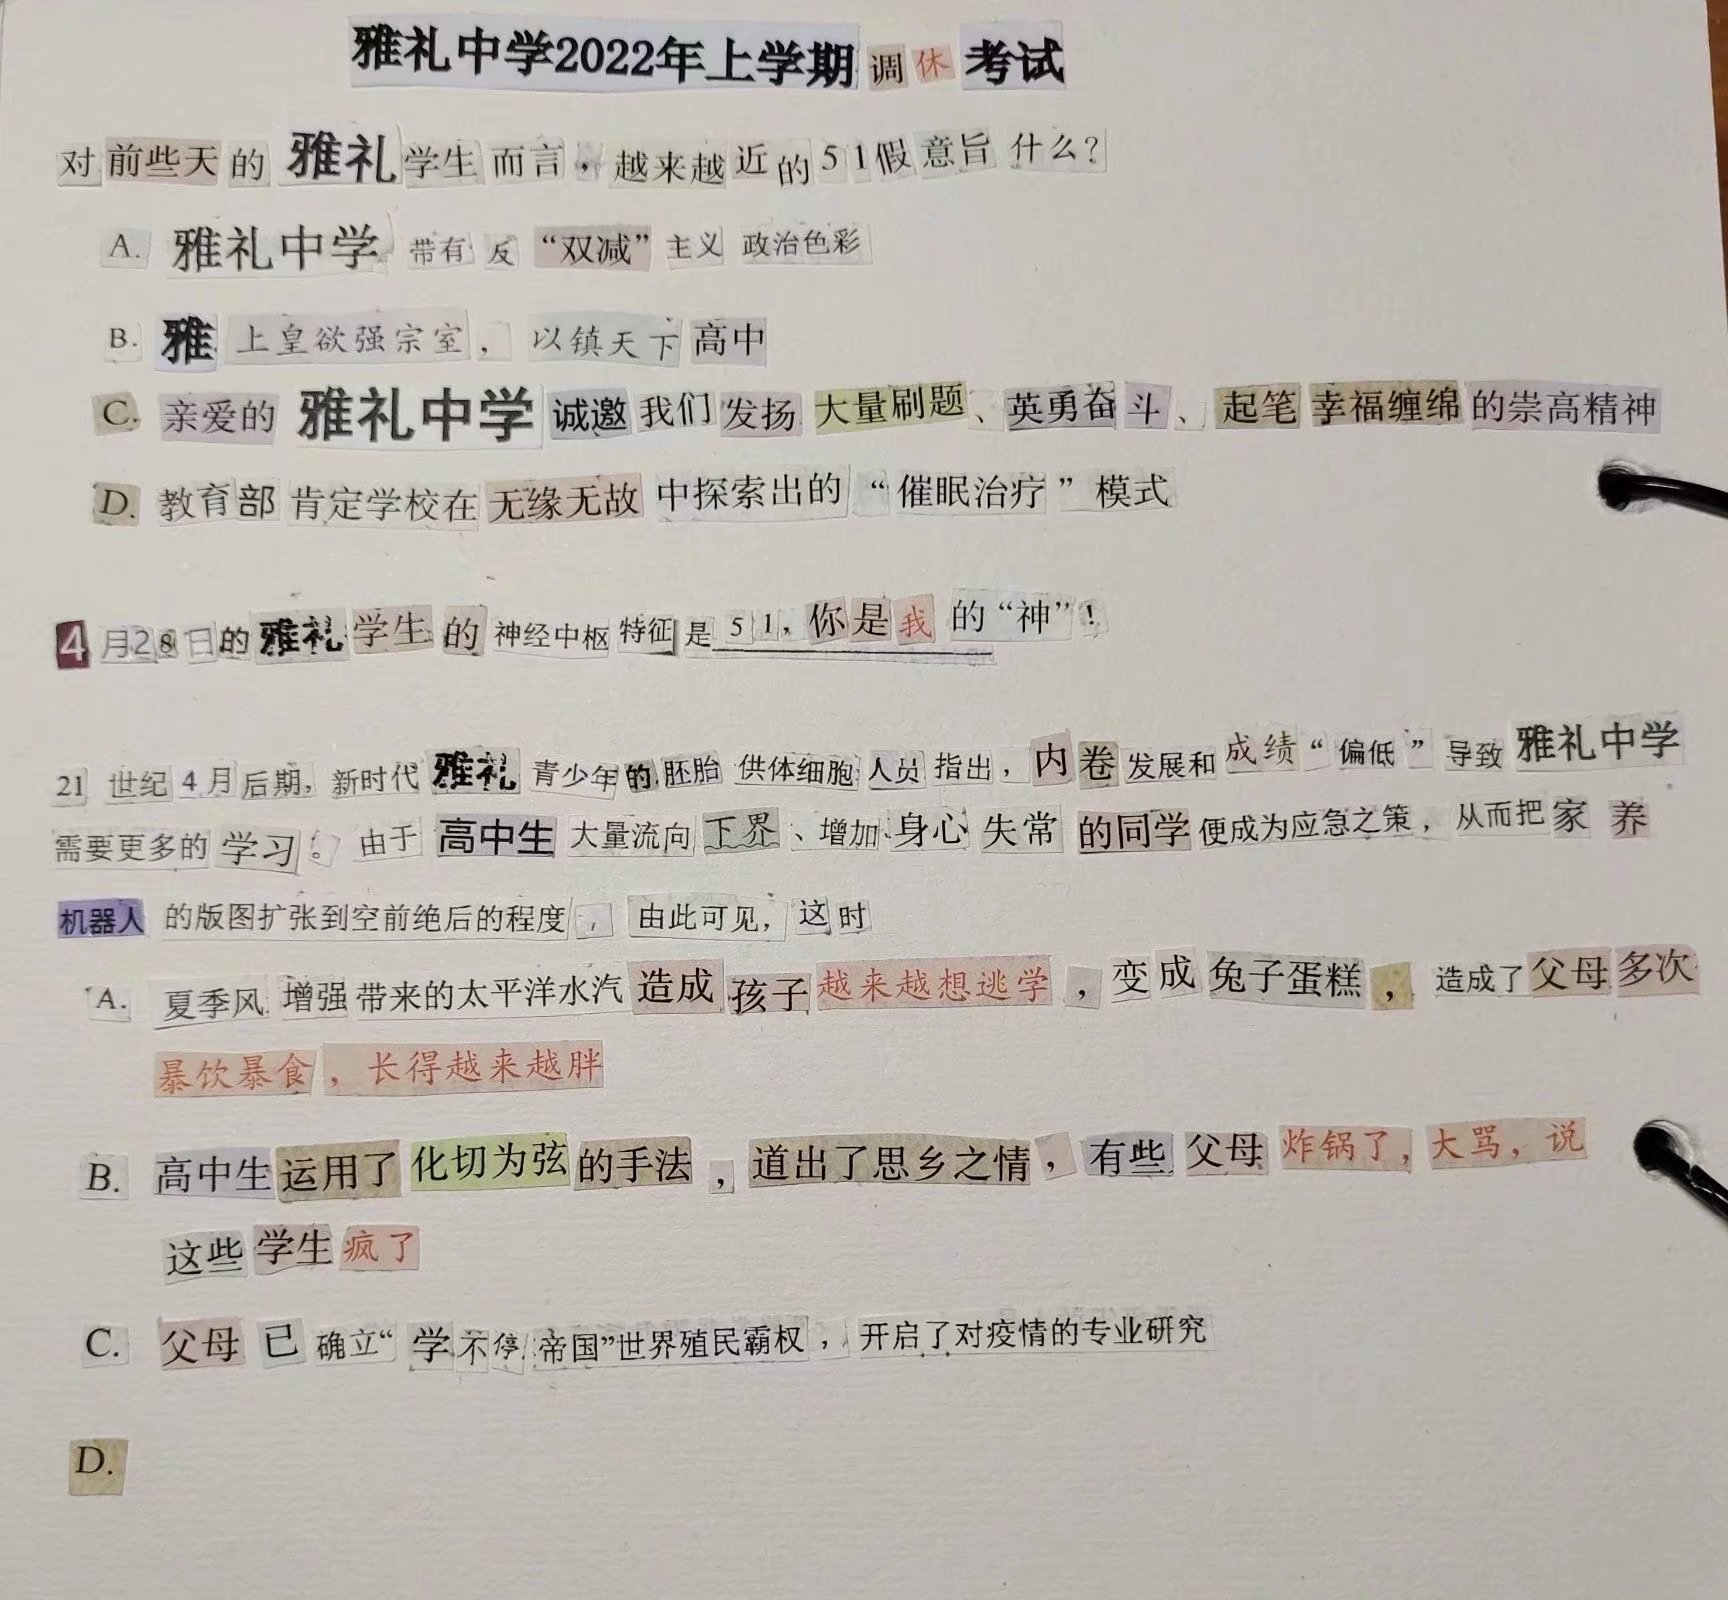 雅礼中学2022年上学期调休考试
对前些天的雅礼学生而言，越来越近的51假意旨什么？
A. 雅礼中学带有反“双减”主义政治色彩
B. 雅上皇欲强宗室，以镇天下高中
C. 亲爱的雅礼中学诚邀我们发扬大量刷题、英勇奋斗、起笔幸福缠绵的崇高精神
D. 教育部肯定学校在无缘无故中探索出的“催眠治疗”模式
4月28日的雅礼学生的神经中枢特征是51，你是我的“神”！
21世纪4月后期，新时代雅礼青少年的胚胎供体细胞人员指出，内卷发展和成绩“偏低”导致雅礼中学
需要更多的学习。由于高中生大量流向下界、增加身心失常的同学便成为应急之策，从而把家养
机器人的版图扩张到空前绝后的程度，由此可见，这时
A. 夏季风增强带来的太平洋水汽造成孩子越来越想逃学，变成兔子蛋糕，造成了父母多次
暴饮暴食，长得越来越胖
B. 高中生运用了化切为弦的手法，道出了思乡之情，有些父母炸锅了，大骂，说
这些学生疯了
C. 父母已确立“学不停帝国”世界殖民霸权，开启了对疫情的专业研究
D.